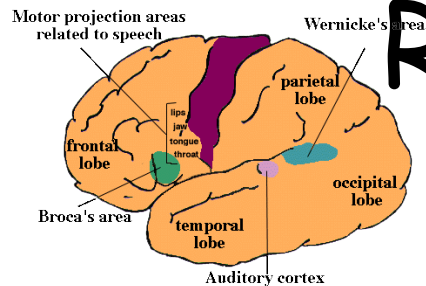 Motor projection areas
related to speech
Wernicke's area
R
parietal
lobe
lips
jaw
tongue
throat
frontal
lobe
Broca's area
occipital
lobe
temporal
lobe
Auditory cortex